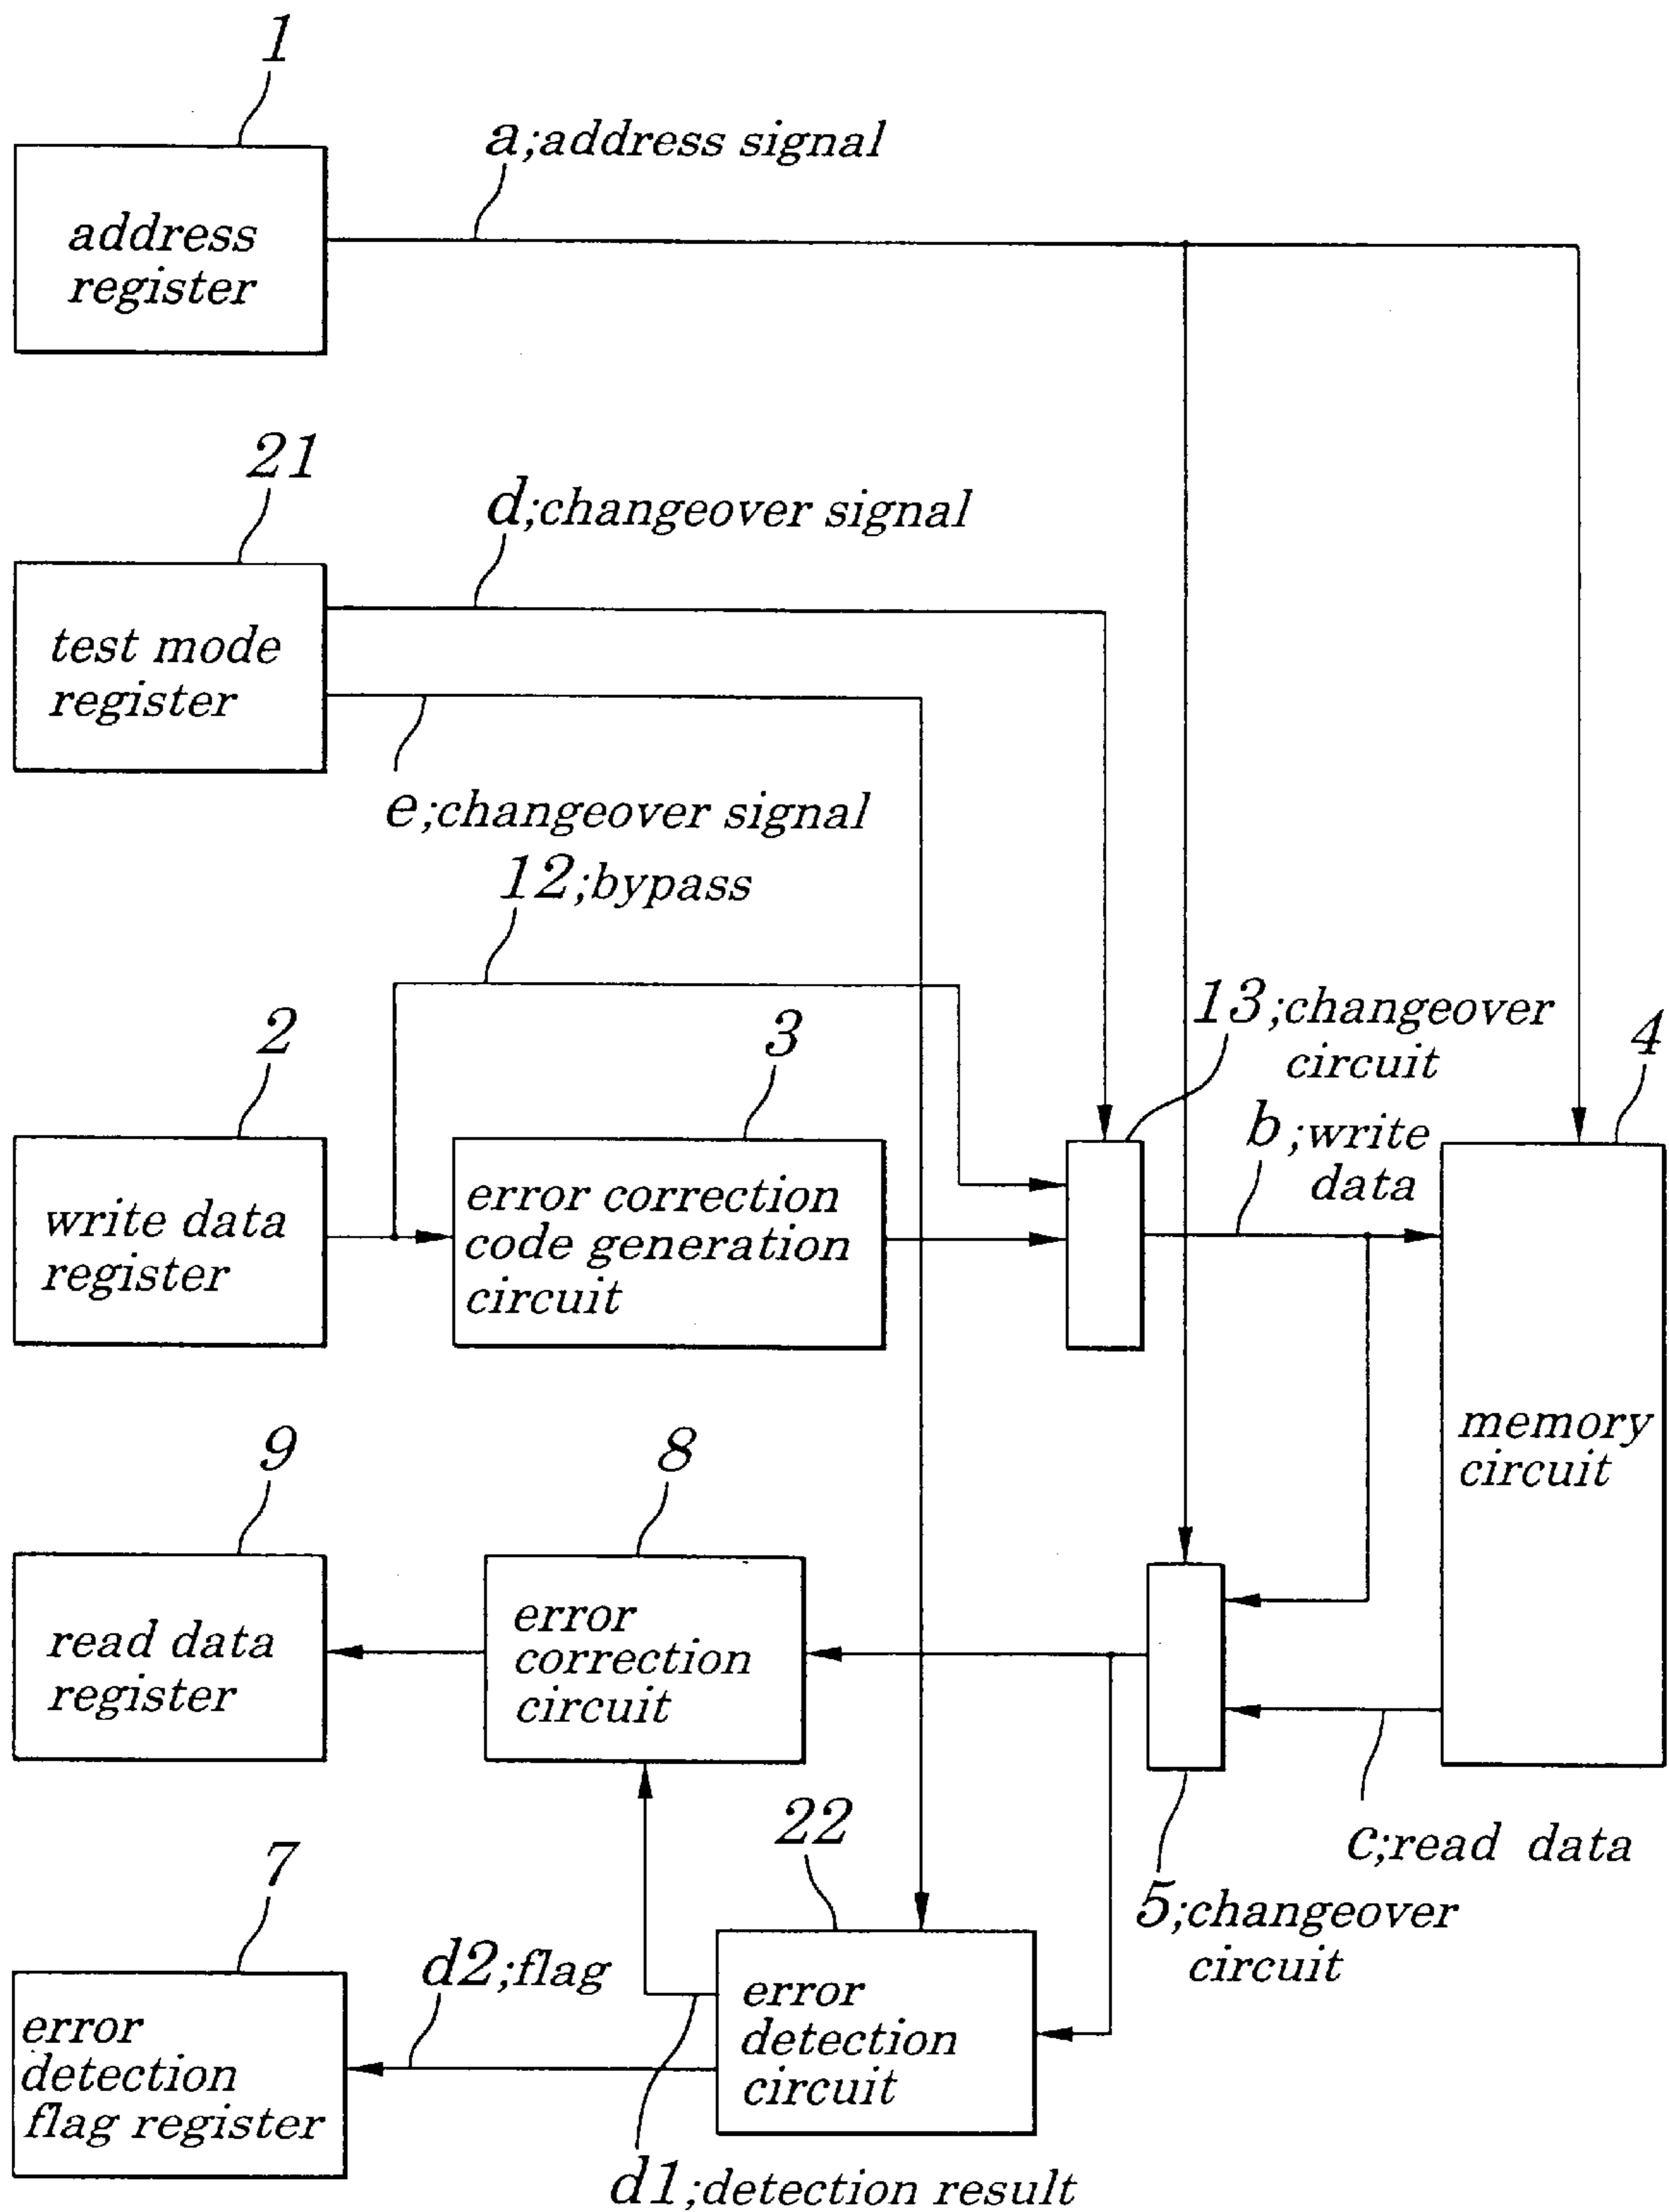 1
a;address signal
address
register
21
d;changeover signal
test mode
register
e;changeover signal
12;bypass
2
3
13;changeover
circuit
4
b;write
data
write data
register
error correction
code generation
circuit
memory
circuit
9
8
read data
register
error
correction
circuit
c;read data
5;changeover
circuit
7
22
d2;flag
error
detection
flag register
error
detection
circuit
d1;detection result